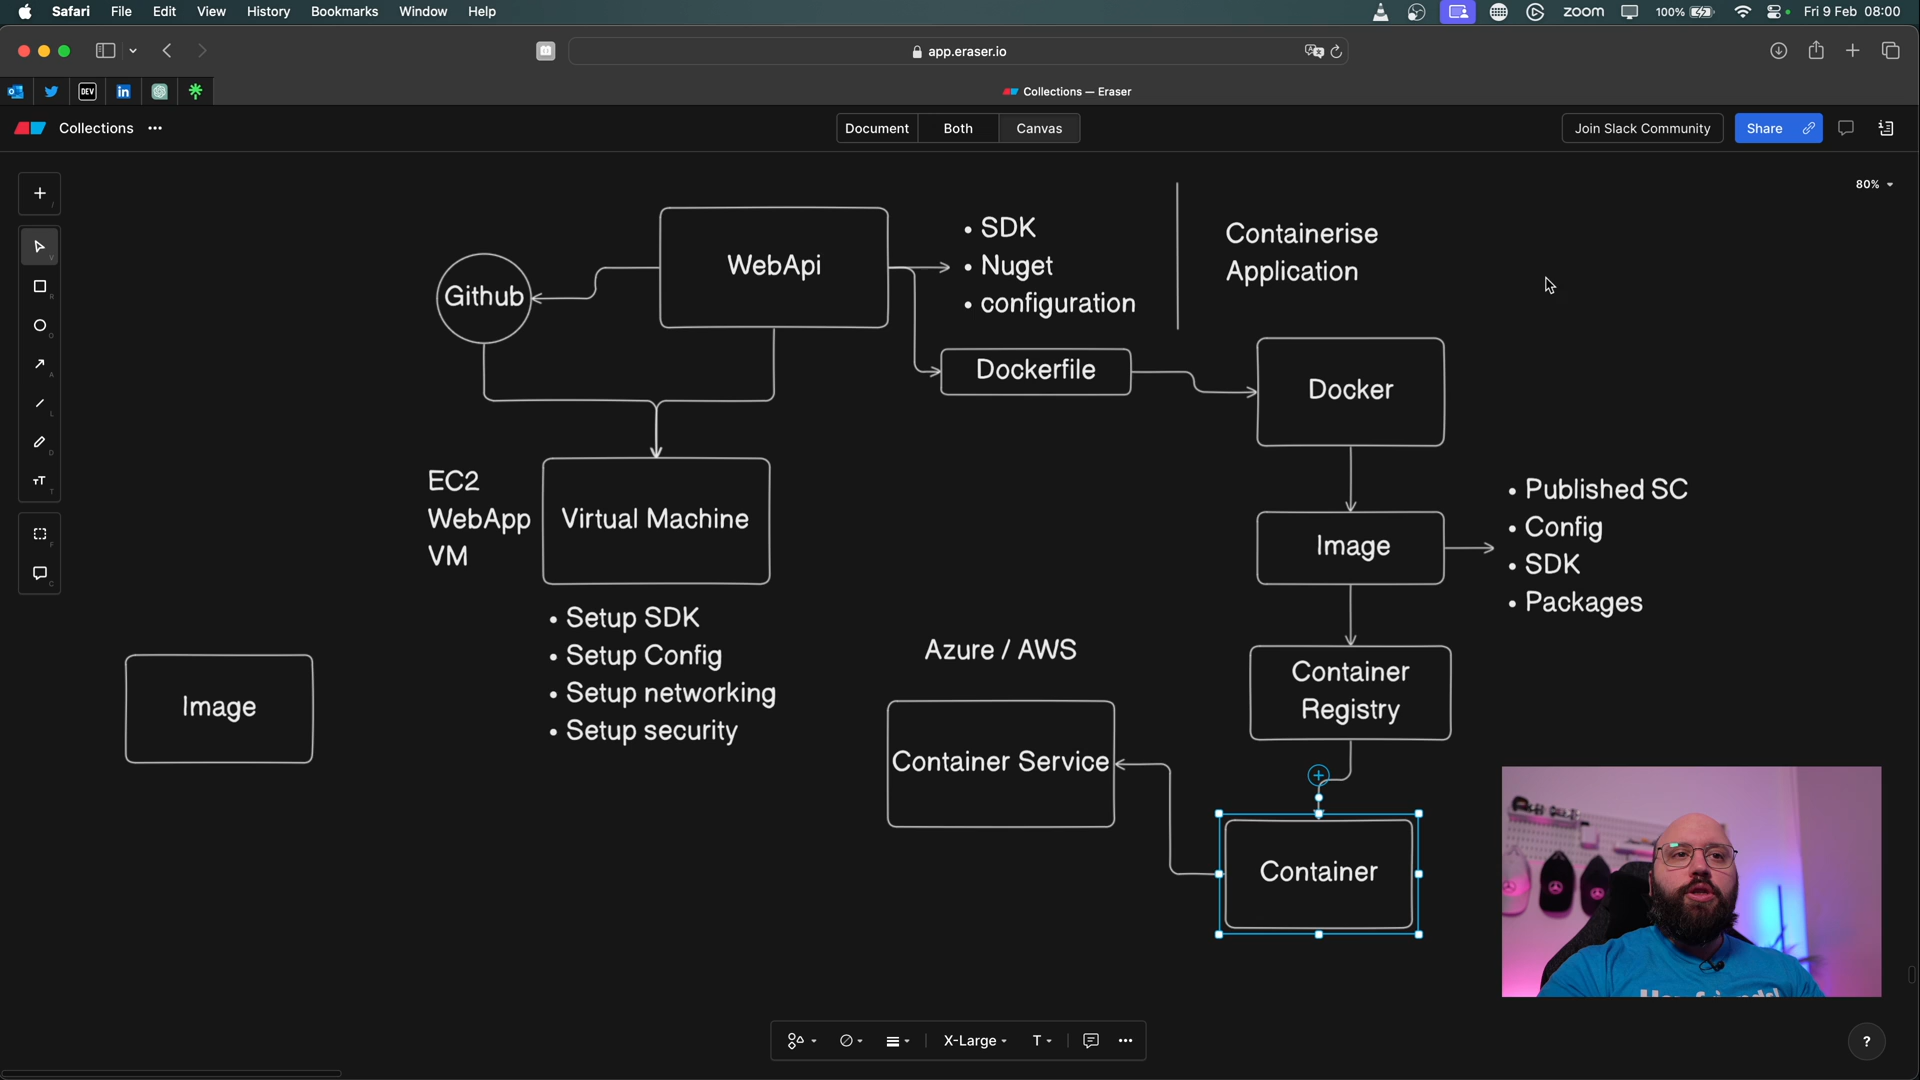 Safari File Edit View History Bookmarks Window Help
zoom 100% Fri 9 Feb 08:00
app.eraser.io
DEV in
Collections — Eraser
Collections
Document Both Canvas
Join Slack Community Share
80%
WebApi
• SDK
• Nuget
• configuration
Containerise
Application
Github
Dockerfile
Docker
EC2
WebApp
VM
Virtual Machine
• Published SC
• Config
• SDK
• Packages
Image
• Setup SDK
• Setup Config
• Setup networking
• Setup security
Azure / AWS
Container
Registry
Image
Container Service
Container
X-Large T
?